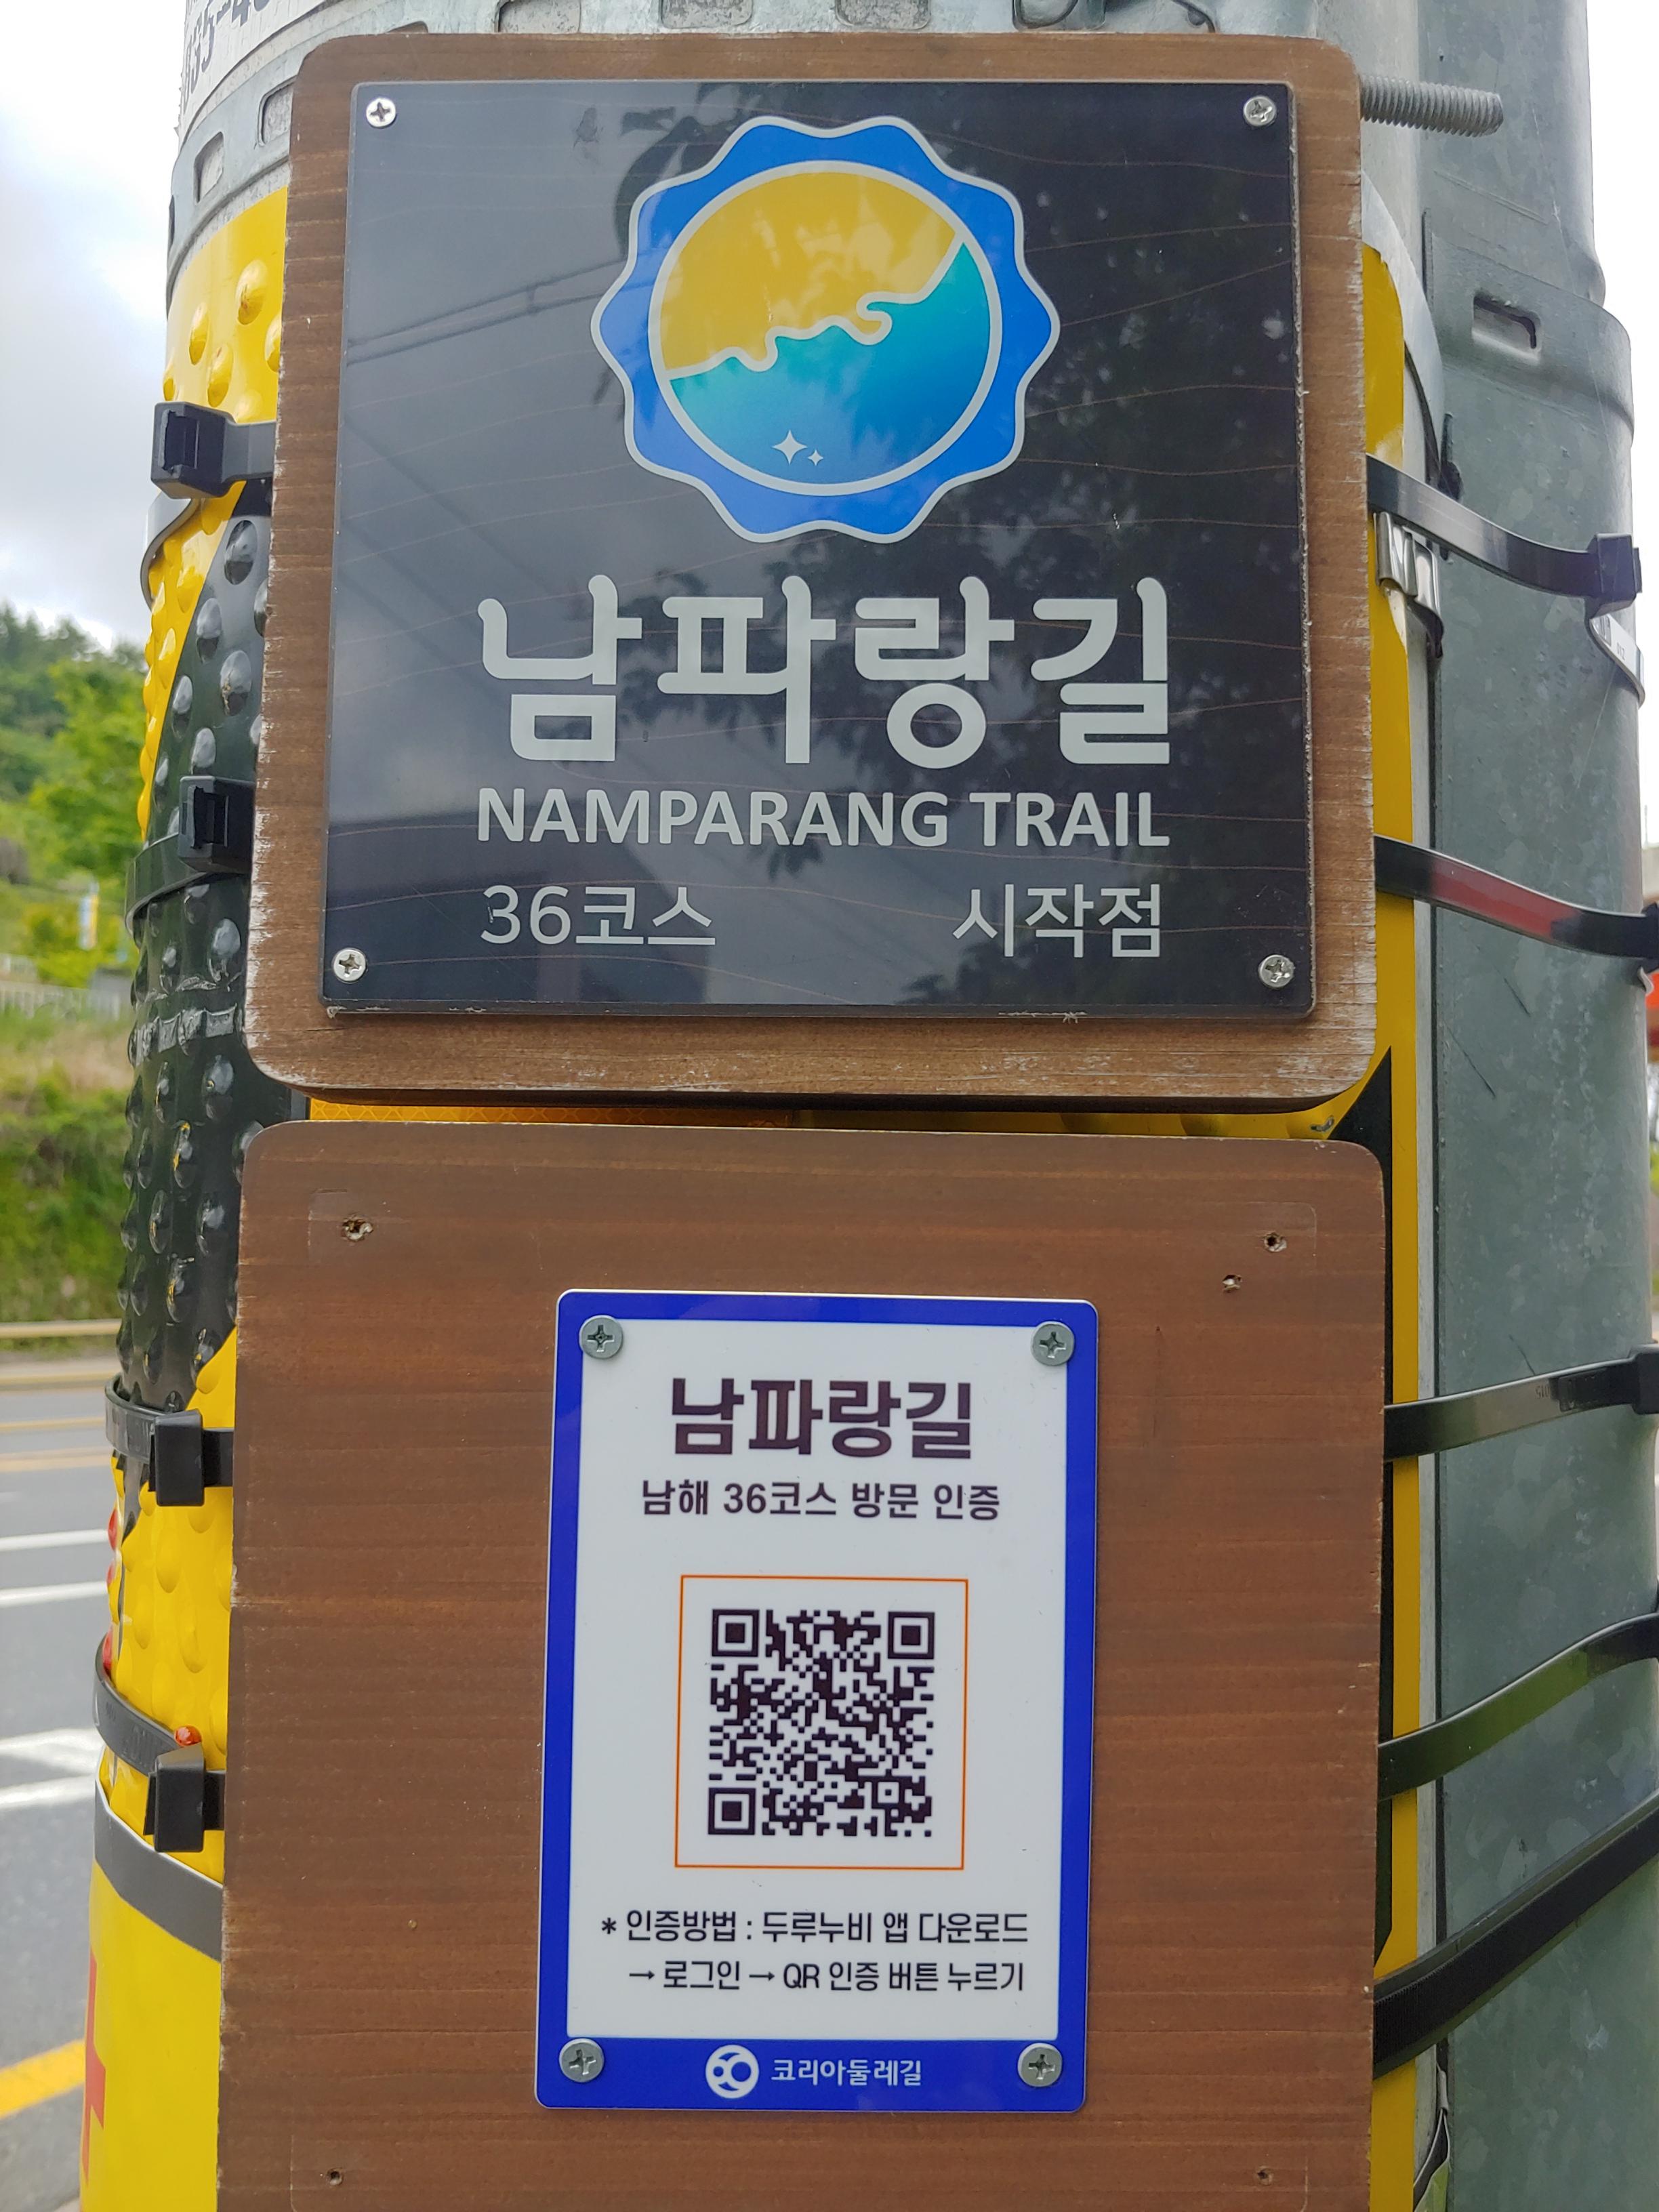 남파랑길
NAMPARANG TRAIL
36코스 시작점
남파랑길
남해 36코스 방문 인증
* 인증방법 : 두루누비 앱 다운로드
→ 로그인 → QR 인증 버튼 누르기
코리아둘레길